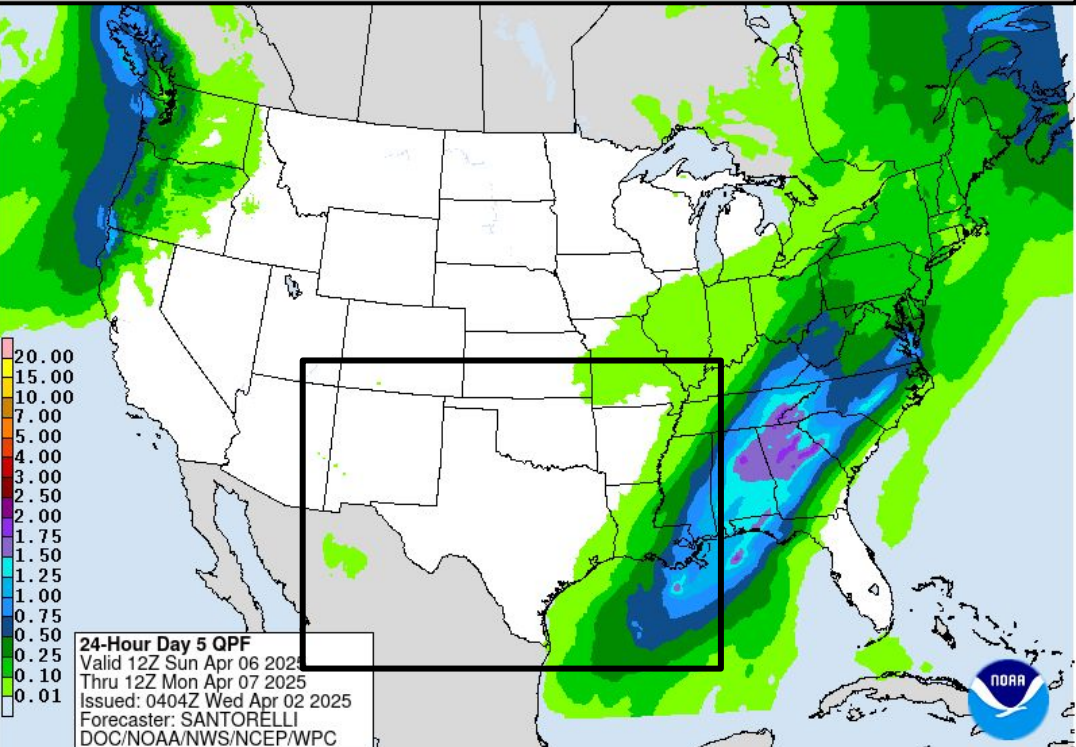 20.00
15.00
10.00
7.00
5.00
4.00
3.00
2.50
2.00
1.75
1.50
1.25
1.00
0.75
0.50
0.25
0.10
0.01
24-Hour Day 5 QPF
Valid 12Z Sun Apr 06 2025
Thru 12Z Mon Apr 07 2025
Issued: 0404Z Wed Apr 02 2025
Forecaster: SANTORELLI
DOC/NOAA/NWS/NCEP/WPC
NOAA